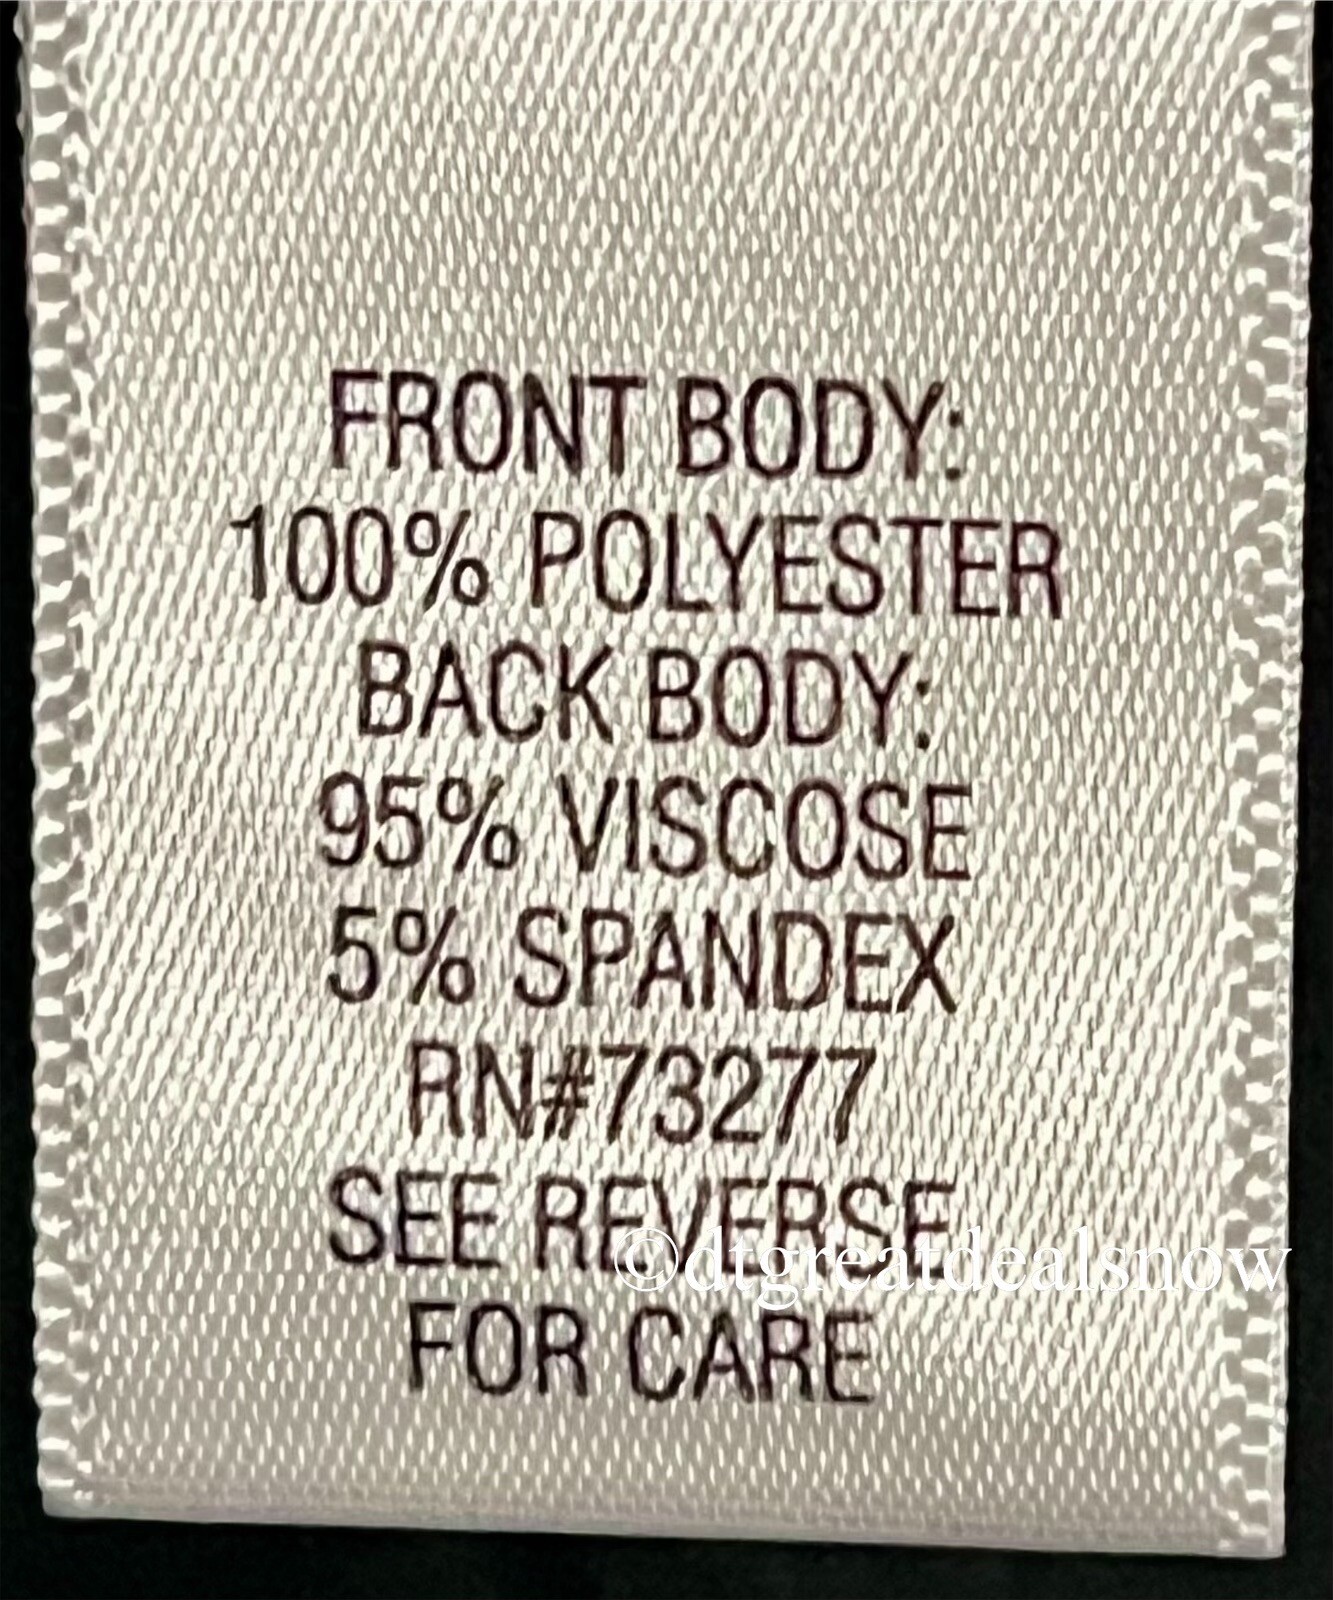 FRONT BODY:
100% POLYESTER
BACK BODY:
95% VISCOSE
5% SPANDEX
RN#73277
SEE REVERSE
©dtgreatdealsnow
FOR CARE